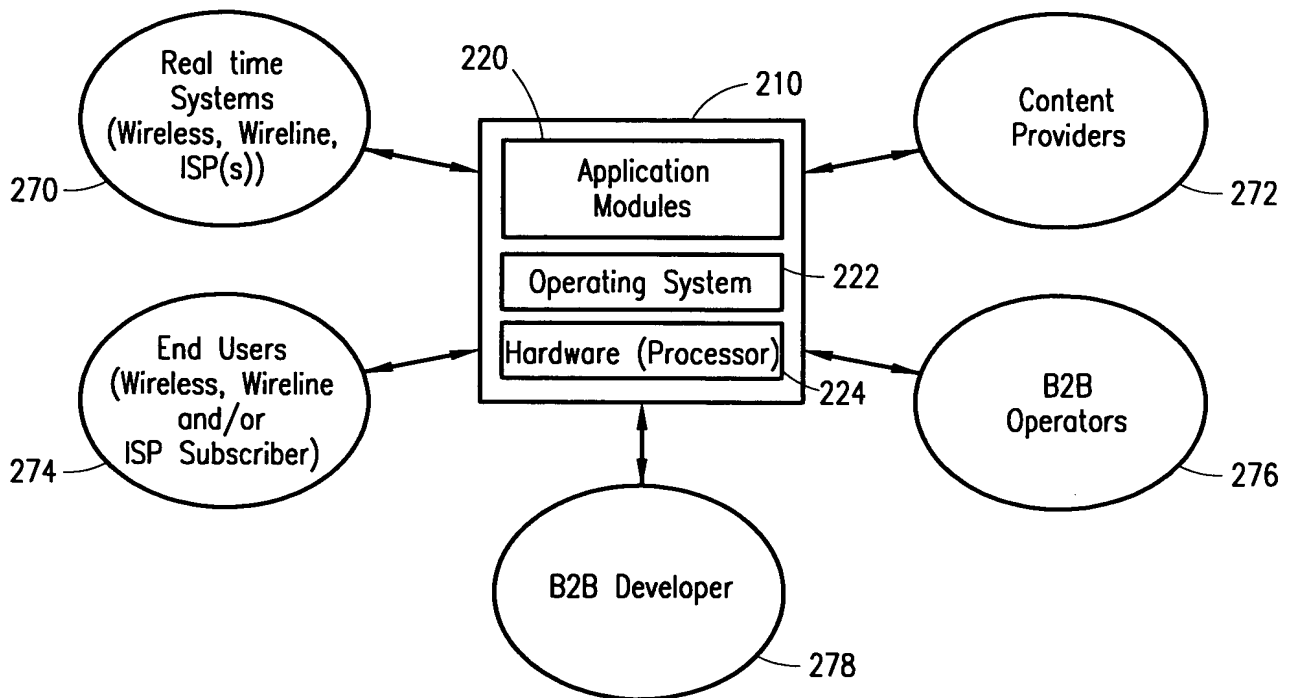 220
210
Real time
Systems
(Wireless, Wireline,
ISP(s))
270
Application
Modules
Content
Providers
272
Operating System
222
Hardware (Processor)
224
End Users
(Wireless, Wireline
and/or
ISP Subscriber)
274
B2B
Operators
276
B2B Developer
278